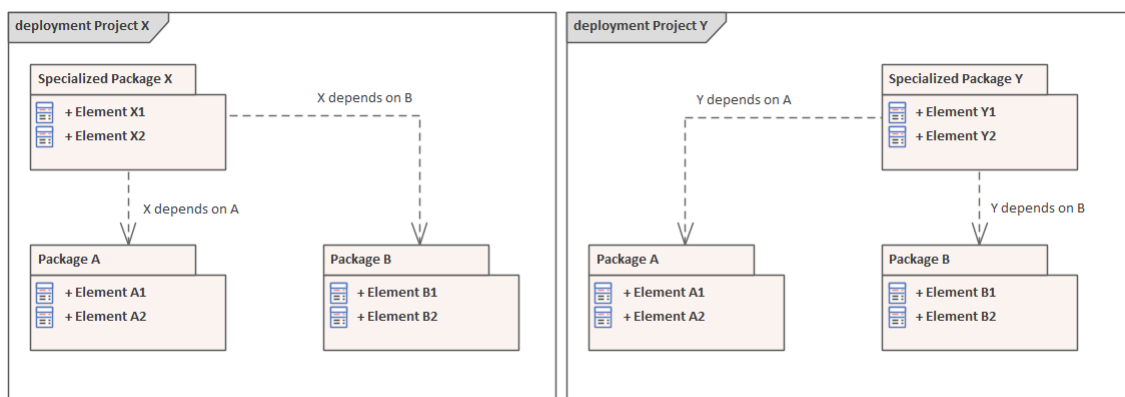 deployment Project X
Specialized Package X
+ Element X1
+ Element X2
X depends on B
X depends on A
Package A
+ Element A1
+ Element A2
Package B
+ Element B1
+ Element B2
deployment Project Y
Specialized Package Y
+ Element Y1
+ Element Y2
Y depends on A
Y depends on B
Package A
+ Element A1
+ Element A2
Package B
+ Element B1
+ Element B2